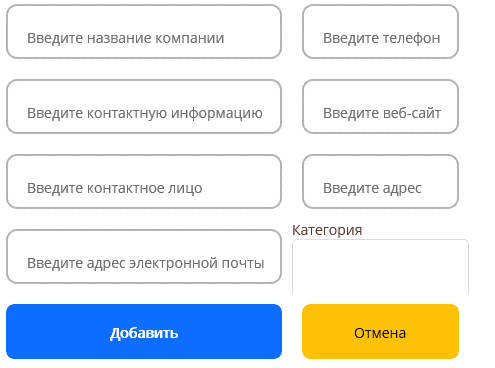 Введите название компании
Введите телефон
Введите контактную информацию
Введите веб-сайт
Введите контактное лицо
Введите адрес
Категория
Введите адрес электронной почты
Добавить
Отмена